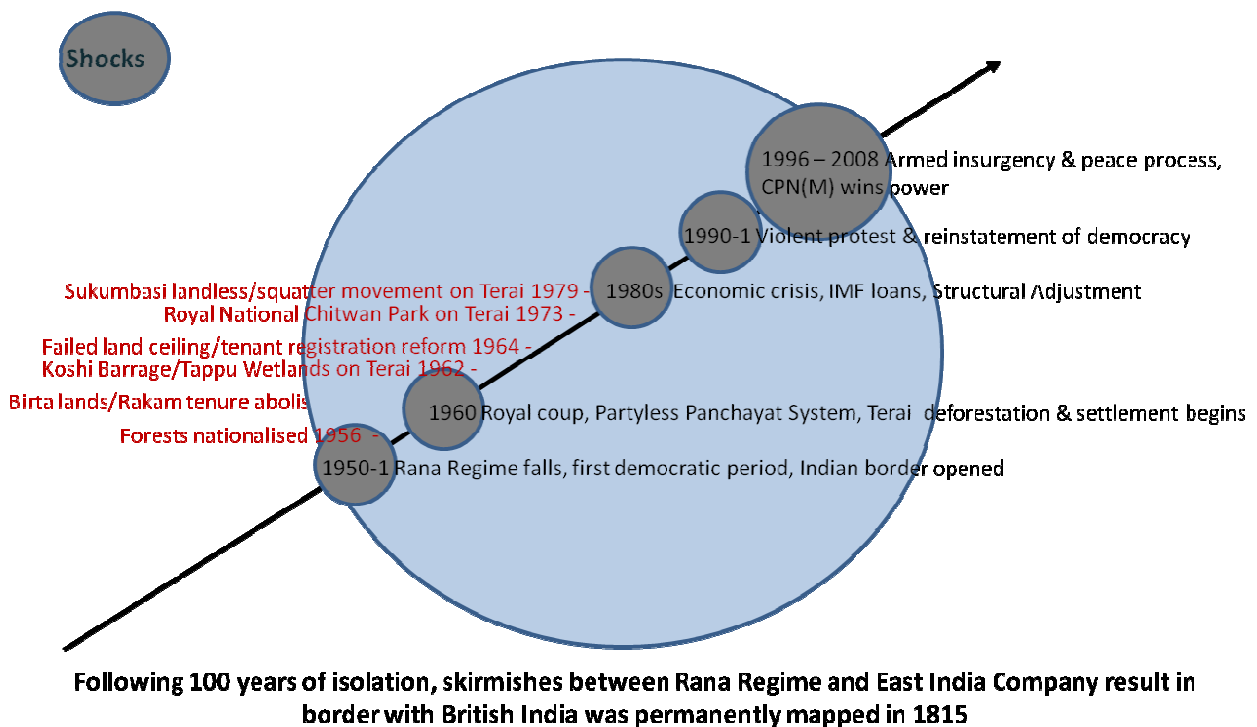 Shocks
1996 – 2008 Armed insurgency & peace process,
CPN(M) wins power
1990-1 Violent protest & reinstatement of democracy
Sukumbasi landless/squatter movement on Terai 1979 - 1980s Economic crisis, IMF loans, Structural Adjustment
Royal National Chitwan Park on Terai 1973 -
Failed land ceiling/tenant registration reform 1964 -
Koshi Barrage/Tappu Wetlands on Terai 1962 -
Birta lands/Rakam tenure abolis
1960 Royal coup, Partyless Panchayat System, Terai deforestation & settlement begins
Forests nationalised 1956 -
1950-1 Rana Regime falls, first democratic period, Indian border opened
Following 100 years of isolation, skirmishes between Rana Regime and East India Company result in
border with British India was permanently mapped in 1815